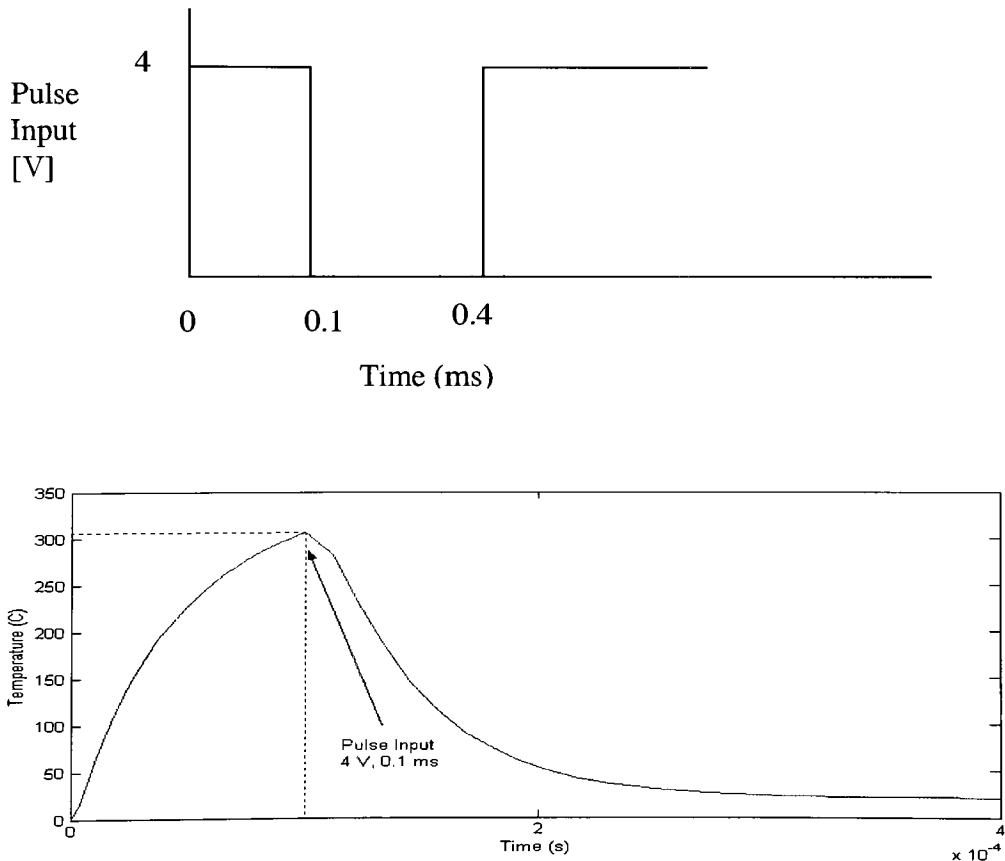 4
Pulse
Input
[V]
0
0.1
0.4
Time (ms)
350
300
250
200
150
100
50
0
Temperature (C)
Pulse Input
4 V, 0.1 ms
0
2
4
Time (s)
x 10-4